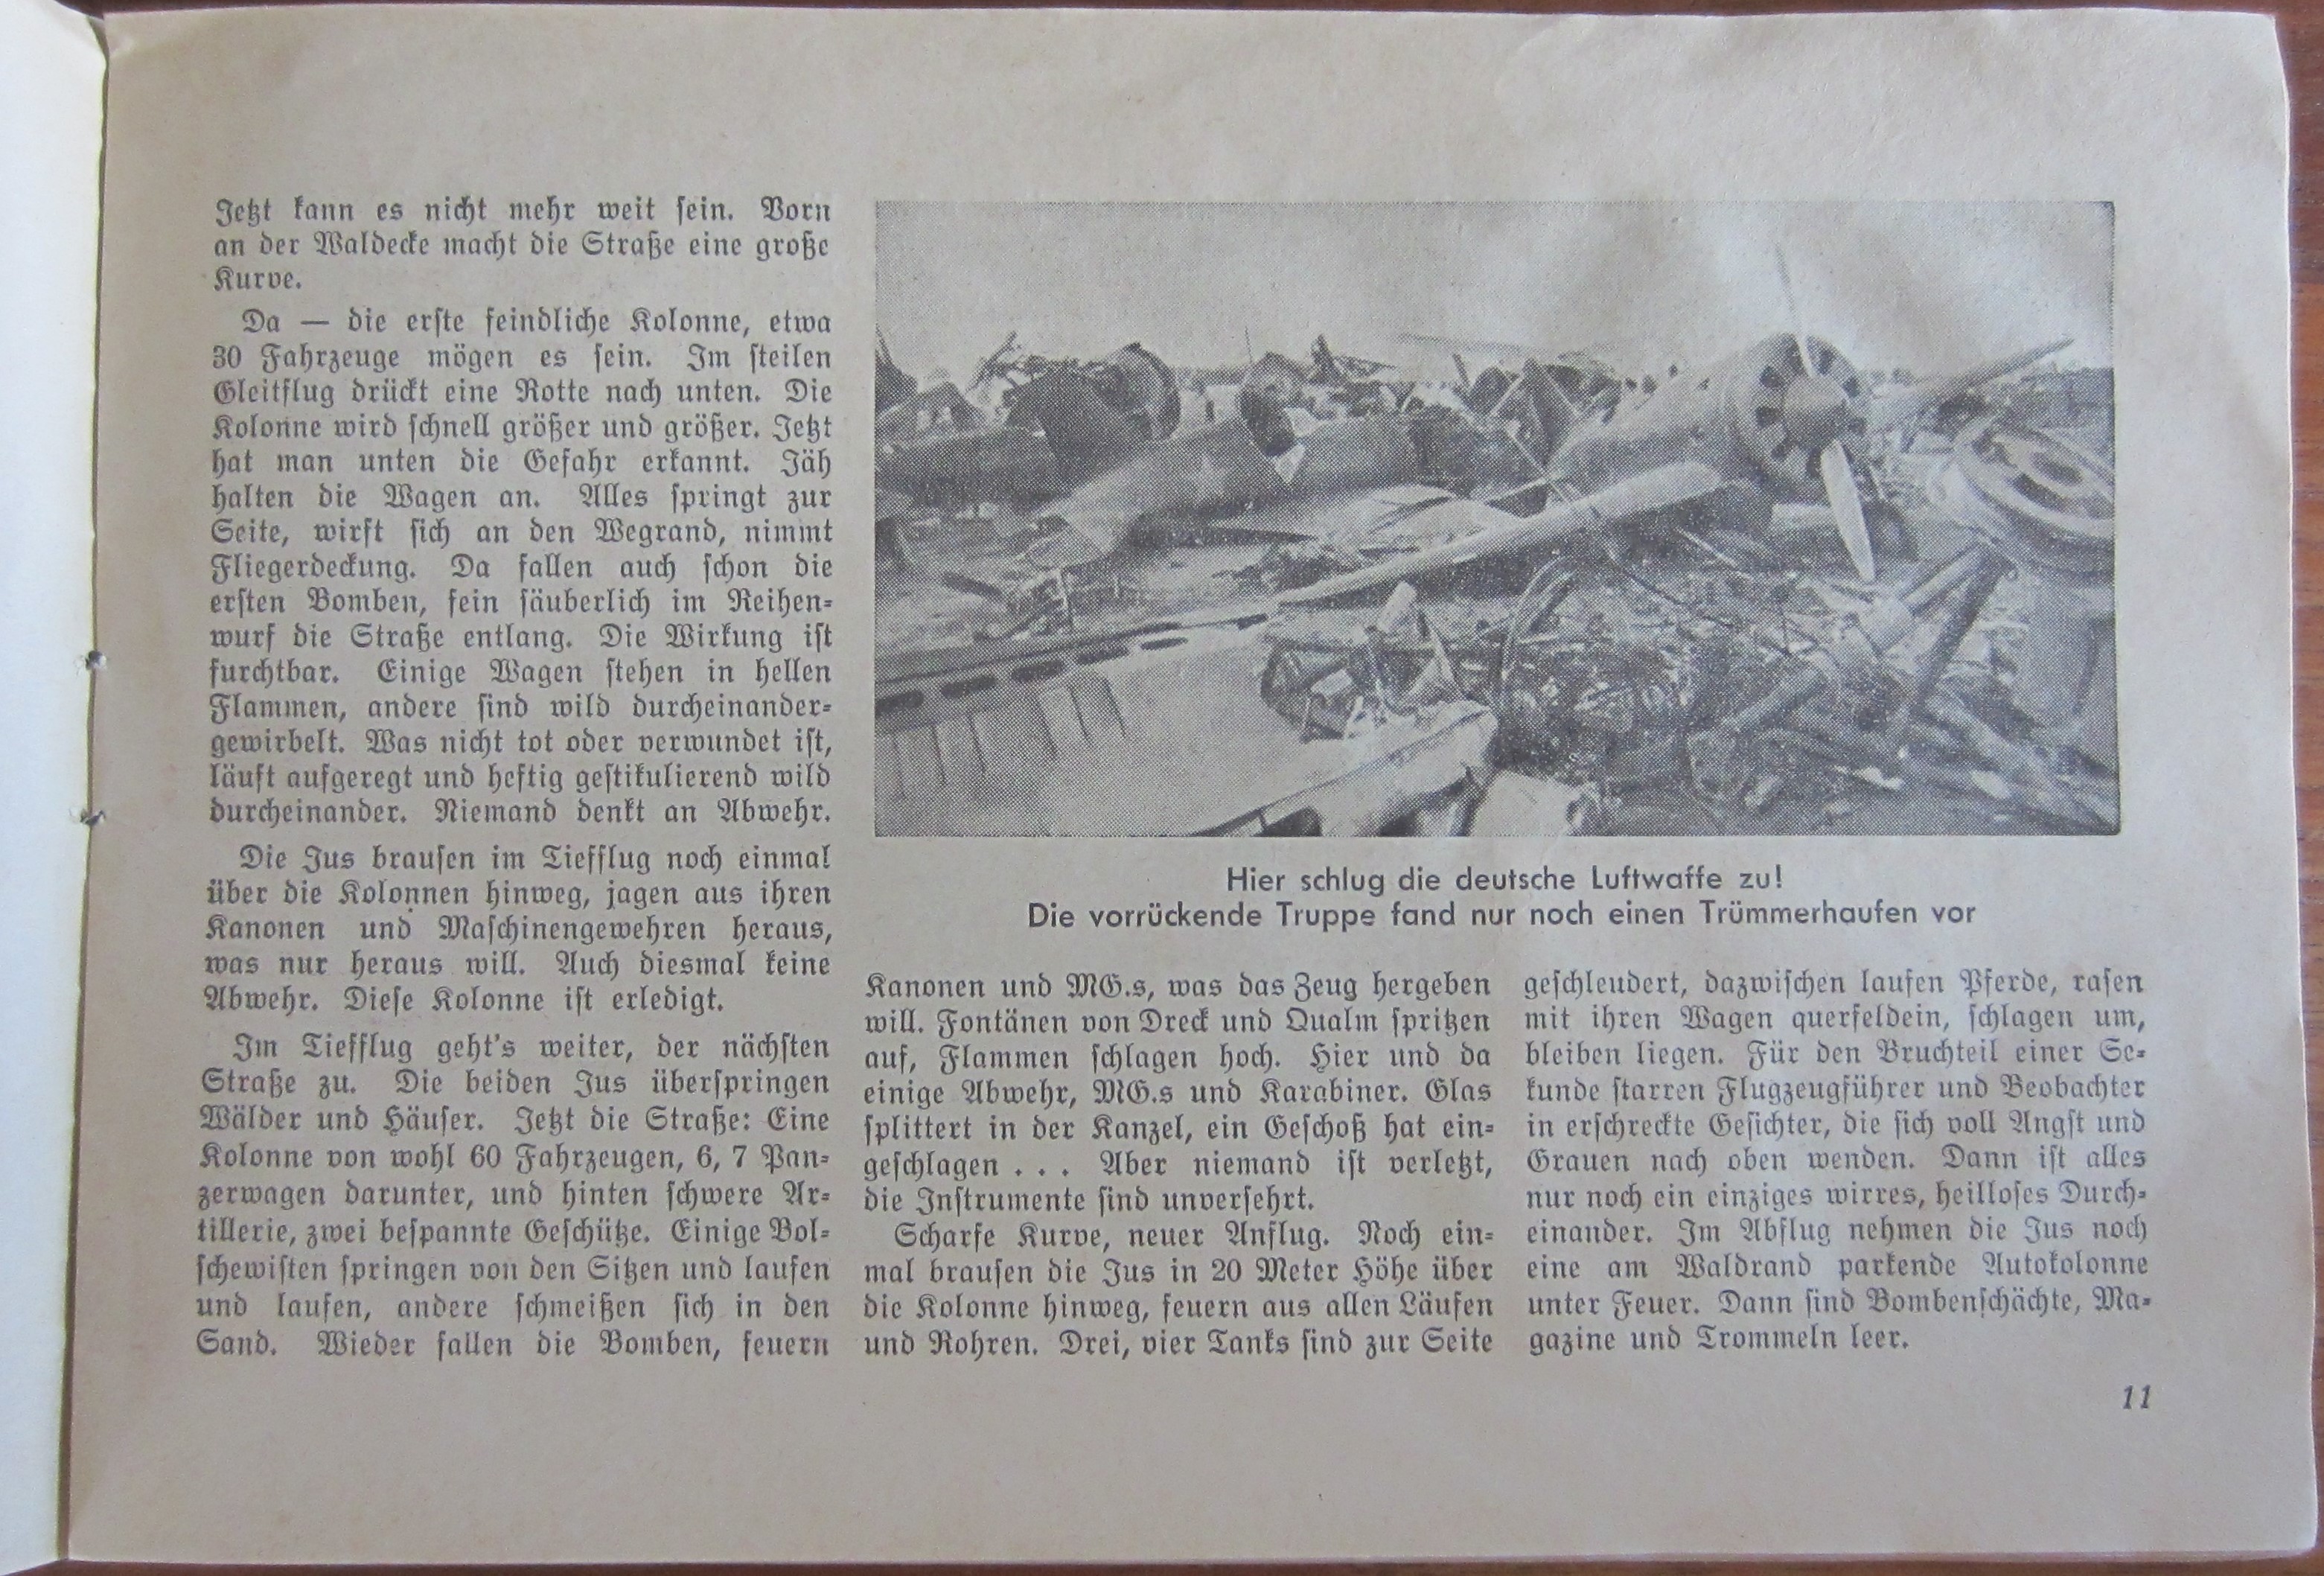 Jetzt kann es nicht mehr weit sein. Vorn
an der Waldecke macht die Straße eine große
Kurve.
Da — die erste feindliche Kolonne, etwa
30 Fahrzeuge mögen es sein. Im steilen
Gleitflug drückt eine Rotte nach unten. Die
Kolonne wird schnell größer und größer. Jetzt
hat man unten die Gefahr erkannt. Jäh
halten die Wagen an. Alles springt zur
Seite, wirft sich an den Wegrand, nimmt
Fliegerdeckung. Da fallen auch schon die
ersten Bomben, fein säuberlich im Reihen-
wurf die Straße entlang. Die Wirkung ist
furchtbar. Einige Wagen stehen in hellen
Flammen, andere sind wild durcheinander-
gewirbelt. Was nicht tot oder verwundet ist,
läuft aufgeregt und heftig gestikulierend wild
durcheinander. Niemand denkt an Abwehr.
Die Jus brausen im Tiefflug noch einmal
über die Kolonnen hinweg, jagen aus ihren
Kanonen und Maschinengewehren heraus,
was nur heraus will. Auch diesmal keine
Abwehr. Diese Kolonne ist erledigt.
Im Tiefflug geht's weiter, der nächsten
Straße zu. Die beiden Jus überspringen
Wälder und Häuser. Jetzt die Straße: Eine
Kolonne von wohl 60 Fahrzeugen, 6, 7 Pan-
zerwagen darunter, und hinten schwere Ar-
tillerie, zwei bespannte Geschütze. Einige Bol-
schewisten springen von den Sitzen und laufen
und laufen, andere schmeißen sich in den
Sand. Wieder fallen die Bomben, feuern
Hier schlug die deutsche Luftwaffe zu!
Die vorrückende Truppe fand nur noch einen Trümmerhaufen vor
Kanonen und MG.s, was das Zeug hergeben
will. Fontänen von Dreck und Qualm spritzen
auf, Flammen schlagen hoch. Hier und da
einige Abwehr, MG.s und Karabiner. Glas
splittert in der Kanzel, ein Geschoß hat ein-
geschlagen . . . Aber niemand ist verletzt,
die Instrumente sind unversehrt.
Scharfe Kurve, neuer Anflug. Noch ein-
mal brausen die Jus in 20 Meter Höhe über
die Kolonne hinweg, feuern aus allen Läufen
und Rohren. Drei, vier Tanks sind zur Seite
geschleudert, dazwischen laufen Pferde, rasen
mit ihren Wagen querfeldein, schlagen um,
bleiben liegen. Für den Bruchteil einer Se-
kunde starren Flugzeugführer und Beobachter
in erschreckte Gesichter, die sich voll Angst und
Grauen nach oben wenden. Dann ist alles
nur noch ein einziges wirres, heilloses Durch-
einander. Im Abflug nehmen die Jus noch
eine am Waldrand parkende Autokolonne
unter Feuer. Dann sind Bombenschächte, Ma-
gazine und Trommeln leer.
11